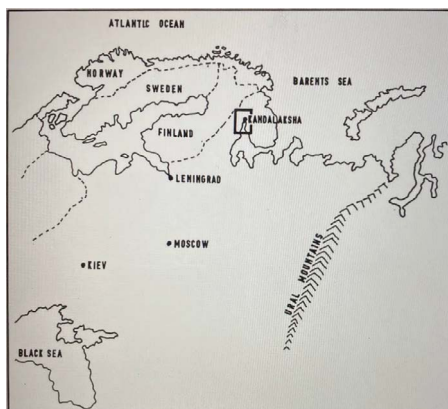 ATLANTIC OCEAN
NORWAY
BARENTS SEA
SWEDEN
KANDALAKSHA
FINLAND
LENINGRAD
MOSCOW
KIEV
URAL MOUNTAINS
BLACK SEA